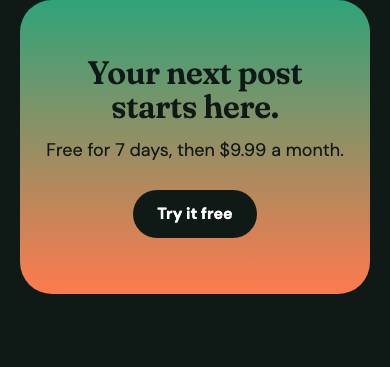 Your next post
starts here.
Free for 7 days, then $9.99 a month.
Try it free